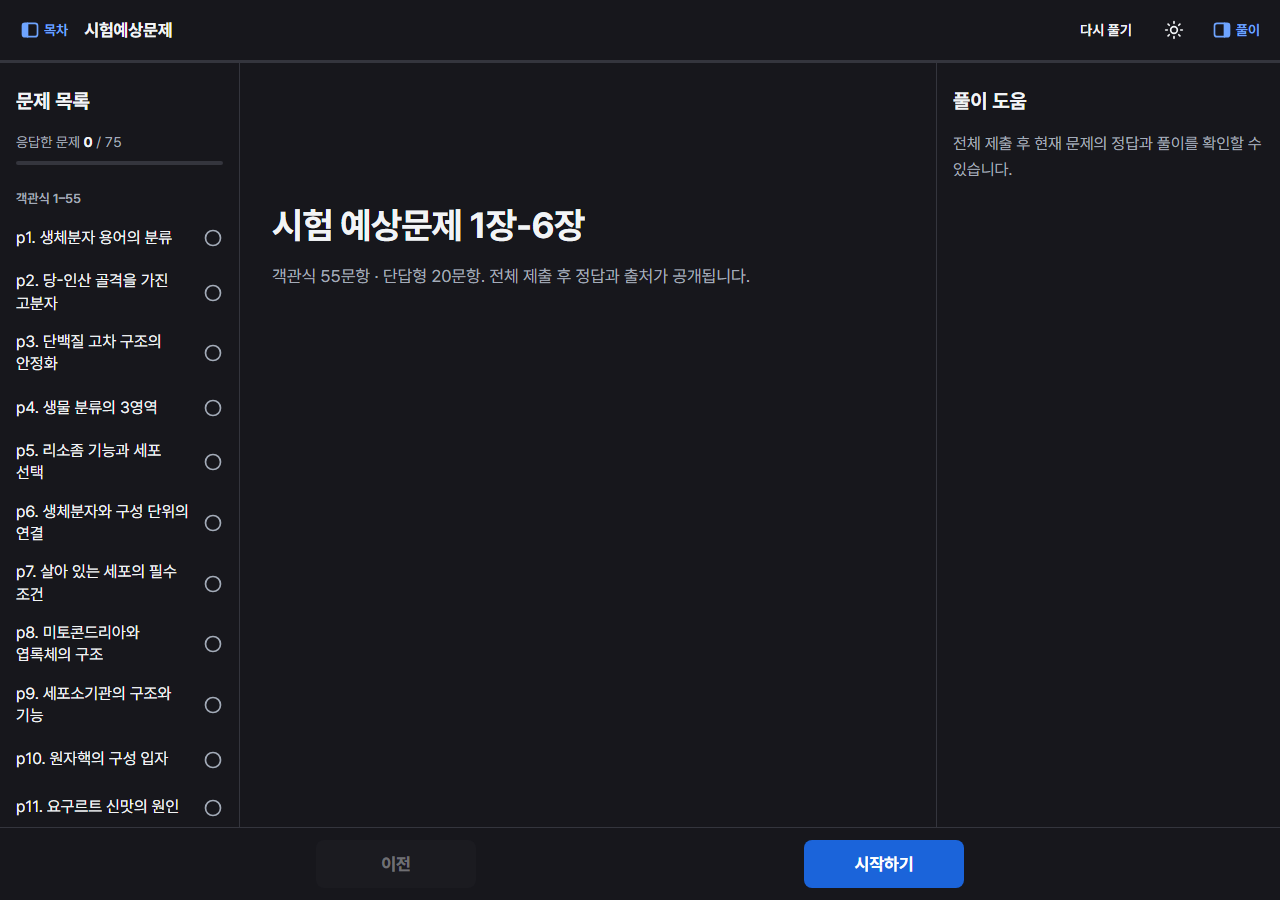 목차
시험예상문제
다시 풀기
풀이
문제 목록
응답한 문제 0 / 75
객관식 1–55
p1. 생체분자 용어의 분류
p2. 당-인산 골격을 가진
고분자
p3. 단백질 고차 구조의
안정화
p4. 생물 분류의 3영역
p5. 리소좀 기능과 세포
선택
p6. 생체분자와 구성 단위의
연결
p7. 살아 있는 세포의 필수
조건
p8. 미토콘드리아와
엽록체의 구조
p9. 세포소기관의 구조와
기능
p10. 원자핵의 구성 입자
p11. 요구르트 신맛의 원인
시험 예상문제 1장-6장
객관식 55문항 · 단답형 20문항. 전체 제출 후 정답과 출처가 공개됩니다.
풀이 도움
전체 제출 후 현재 문제의 정답과 풀이를 확인할 수
있습니다.
이전
시작하기